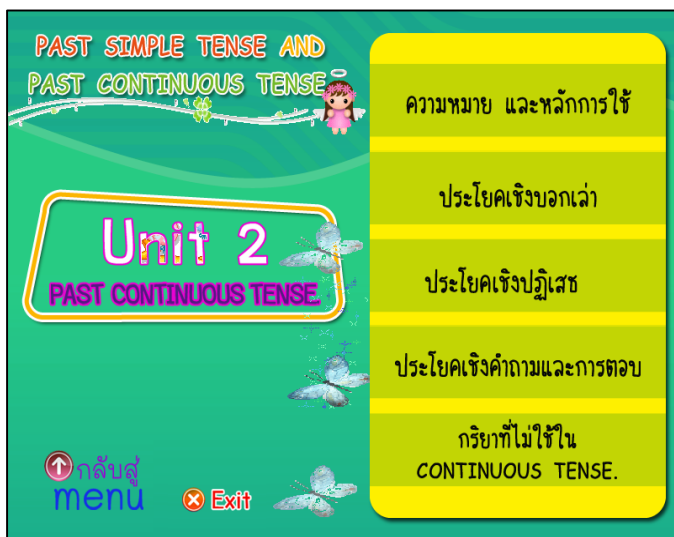 PAST SIMPLE TENSE AND
PAST CONTINUOUS TENSE
Unit 2
PAST CONTINUOUS TENSE.
กลับสู่
menu
Exit
ความหมาย และหลักการใช้
ประโยคเชิงบอกเล่า
ประโยคเชิงปฏิเสธ
ประโยคเชิงคำถามและการตอบ
กริยาที่ไม่ใช้ใน
CONTINUOUS TENSE.